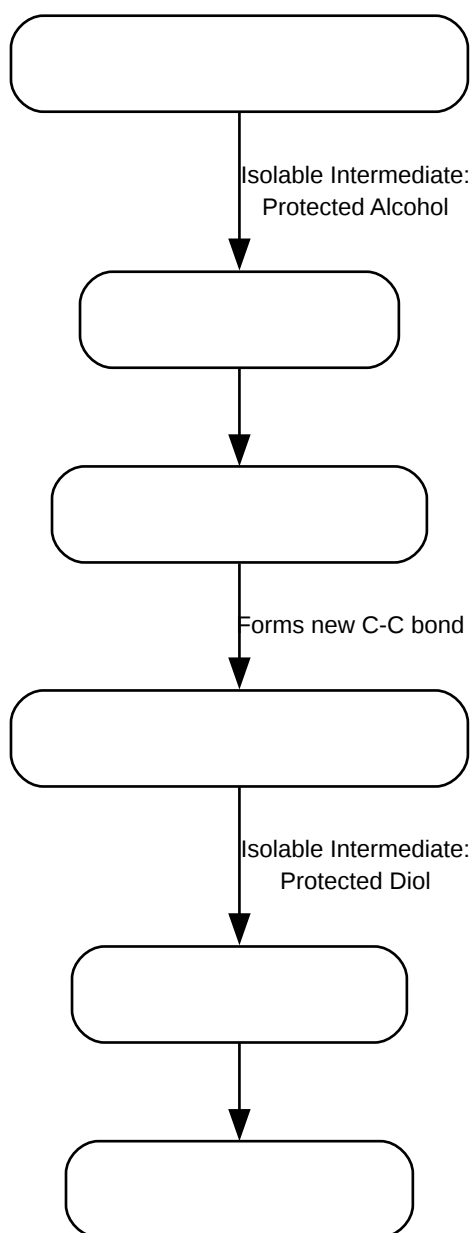 Isolable Intermediate:
Protected Alcohol
Forms new C-C bond
Isolable Intermediate:
Protected Diol